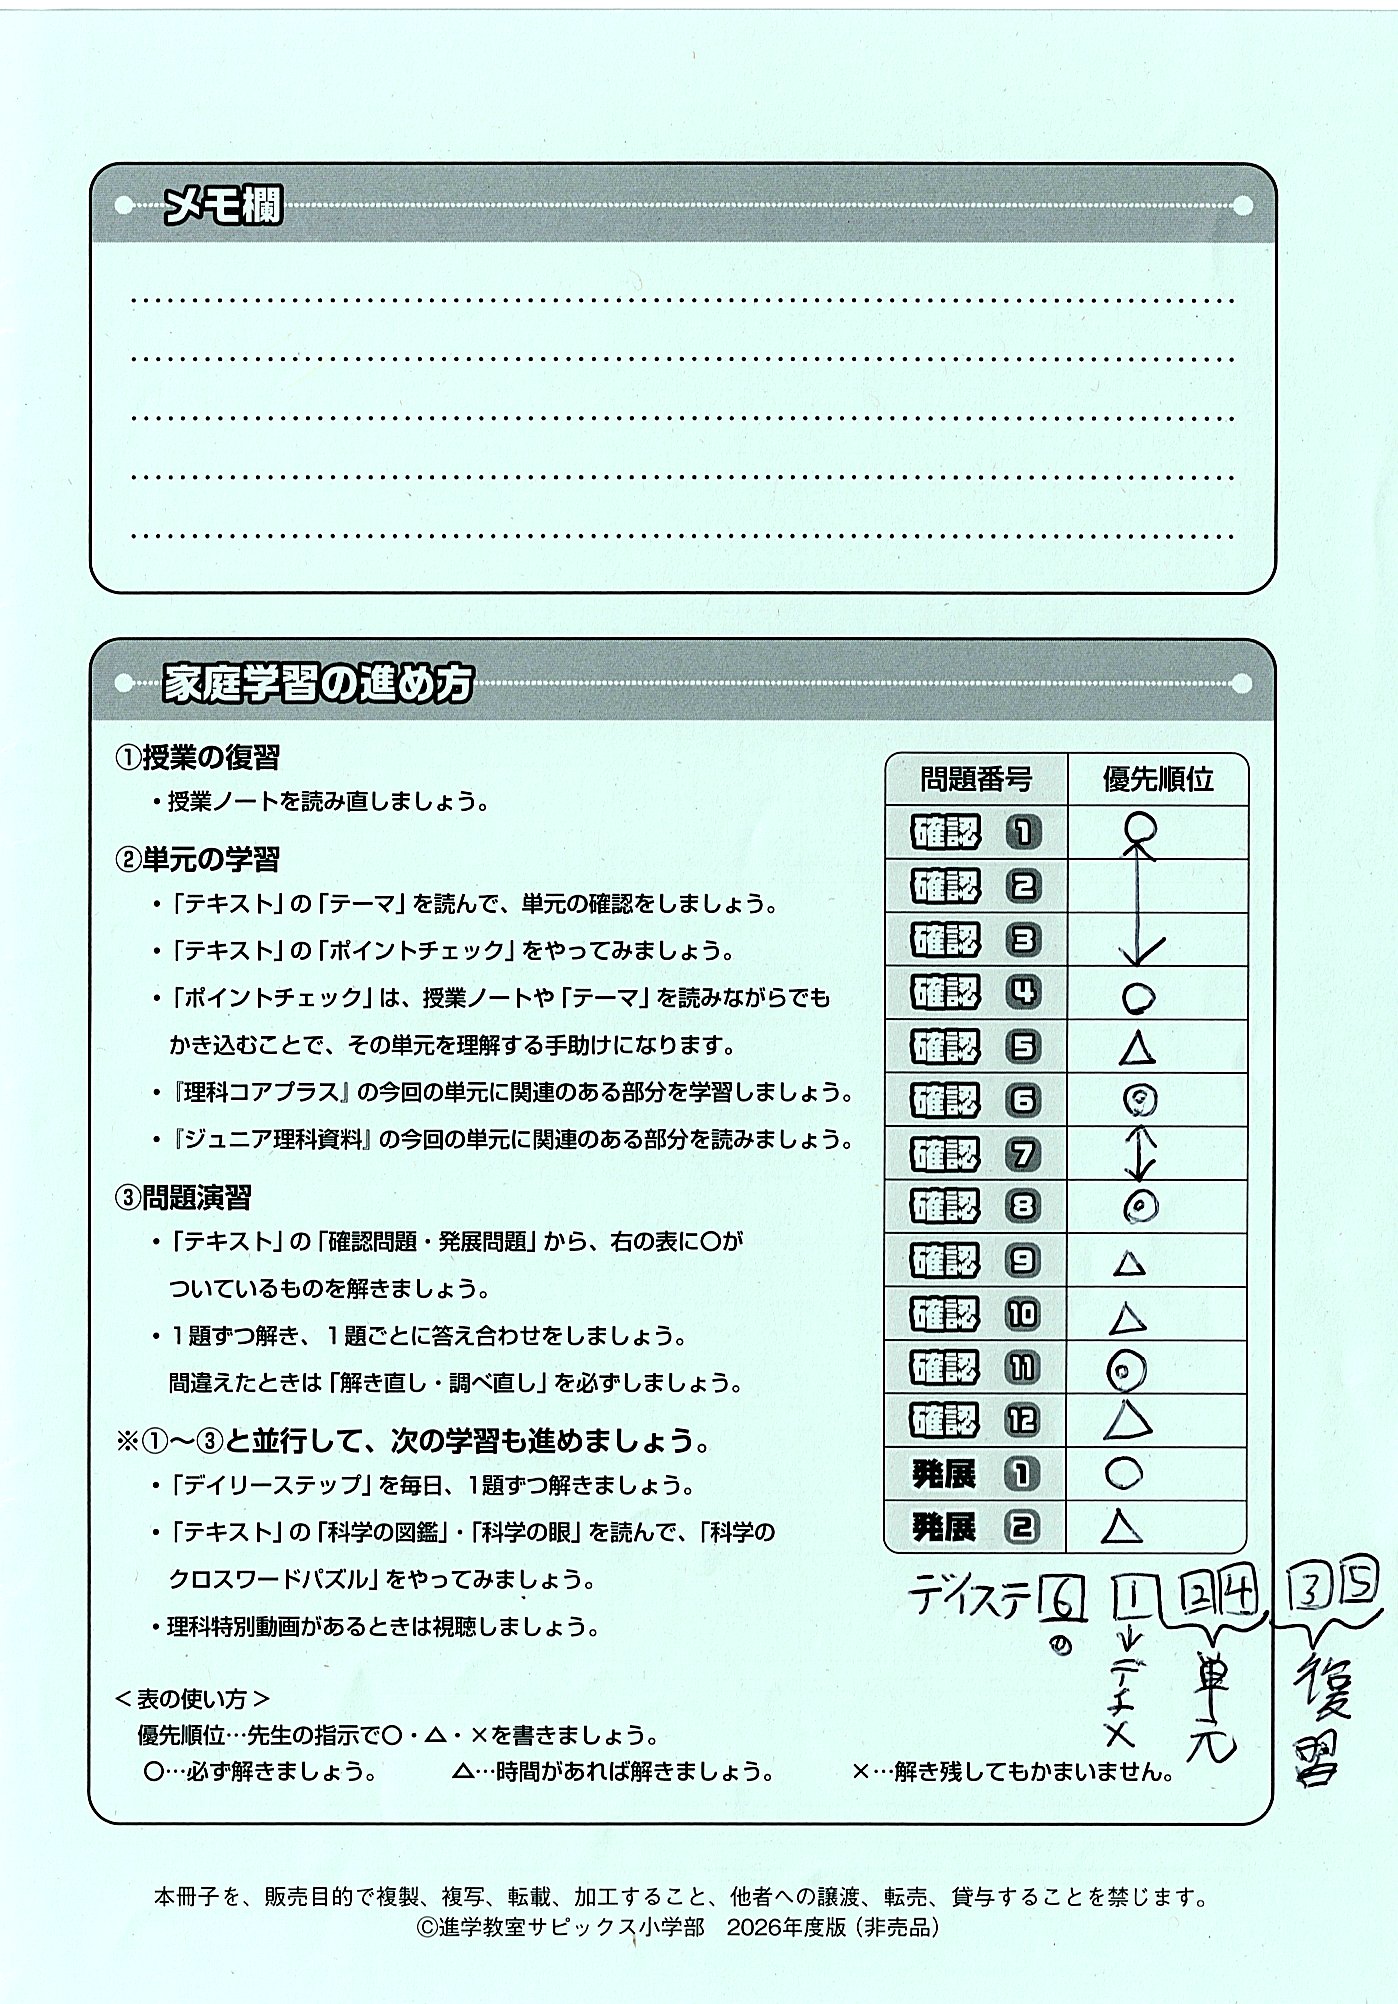 メモ欄
家庭学習の進め方
①授業の復習
・授業ノートを読み直しましょう。
②単元の学習
・「テキスト」の「テーマ」を読んで、単元の確認をしましょう。
・「テキスト」の「ポイントチェック」をやってみましょう。
・「ポイントチェック」は、授業ノートや「テーマ」を読みながらでも
かき込むことで、その単元を理解する手助けになります。
・『理科コアプラス』の今回の単元に関連のある部分を学習しましょう。
・『ジュニア理科資料』の今回の単元に関連のある部分を読みましょう。
③問題演習
・「テキスト」の「確認問題・発展問題」から、右の表に〇が
ついているものを解きましょう。
・1題ずつ解き、1題ごとに答え合わせをしましょう。
間違えたときは「解き直し・調べ直し」を必ずしましょう。
※①～③と並行して、次の学習も進めましょう。
・「デイリーステップ」を毎日、1題ずつ解きましょう。
・「テキスト」の「科学の図鑑」・「科学の眼」を読んで、「科学の
クロスワードパズル」をやってみましょう。
・理科特別動画があるときは視聴しましょう。
問題番号 優先順位
確認 1 〇
確認 2
確認 3
確認 4 〇
確認 5 △
確認 6 ◎
確認 7
確認 8 ◎
確認 9 △
確認 10 △
確認 11 ◎
確認 12 △
発展 1 〇
発展 2 △
デイステ 6 1 2 4 3 5
◎ ↓
デイメ 単元 復習
＜表の使い方＞
優先順位…先生の指示で〇・△・×を書きましょう。
〇…必ず解きましょう。 △…時間があれば解きましょう。 ×…解き残してもかまいません。
本冊子を、販売目的で複製、複写、転載、加工すること、他者への譲渡、転売、貸与することを禁じます。
©進学教室サピックス小学部 2026年度版（非売品）